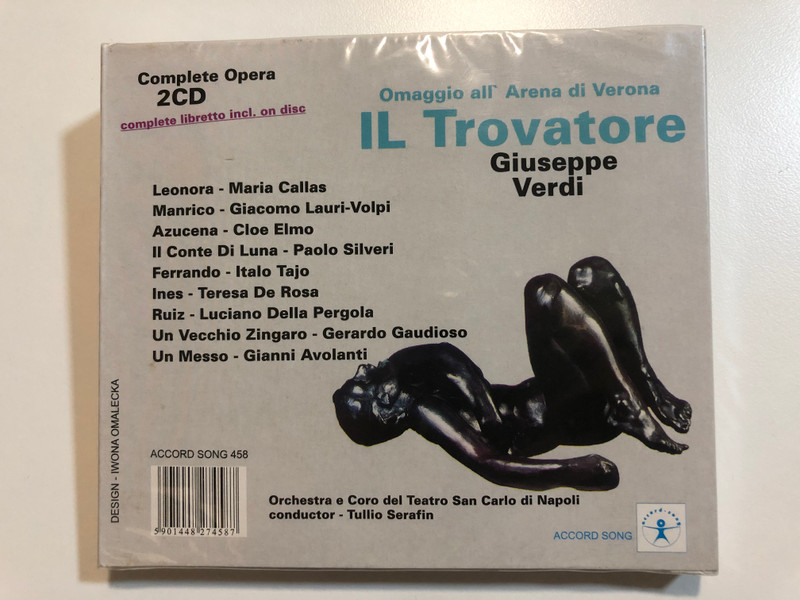 Complete Opera
2CD
complete libretto incl. on disc
Omaggio all` Arena di Verona
IL Trovatore
Giuseppe
Verdi
Leonora - Maria Callas
Manrico - Giacomo Lauri-Volpi
Azucena - Cloe Elmo
Il Conte Di Luna - Paolo Silveri
Ferrando - Italo Tajo
Ines - Teresa De Rosa
Ruiz - Luciano Della Pergola
Un Vecchio Zingaro - Gerardo Gaudioso
Un Messo - Gianni Avolanti
DESIGN - IWONA OMALECKA
ACCORD SONG 458
5901448274587
Orchestra e Coro del Teatro San Carlo di Napoli
conductor - Tullio Serafin
ACCORD SONG
accord-song